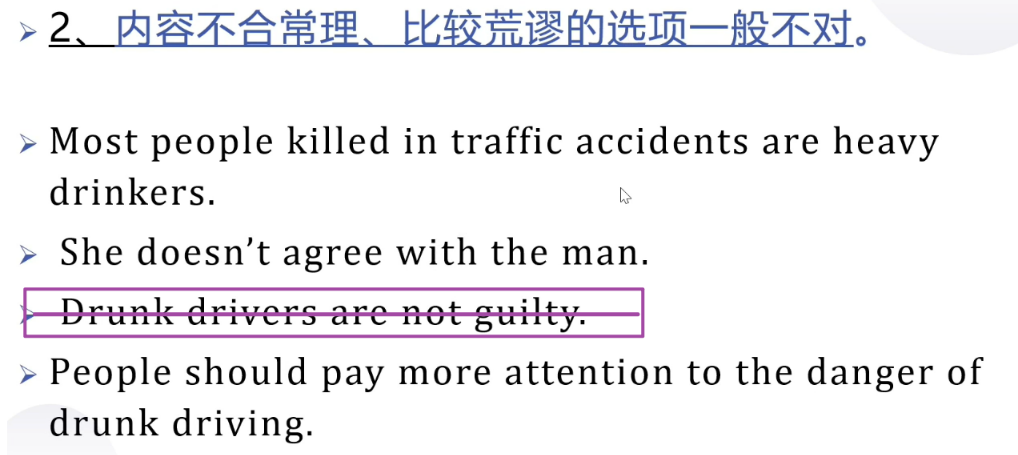 2、内容不合常理、比较荒谬的选项一般不对。
Most people killed in traffic accidents are heavy
drinkers.
She doesn’t agree with the man.
Drunk drivers are not guilty.
People should pay more attention to the danger of
drunk driving.